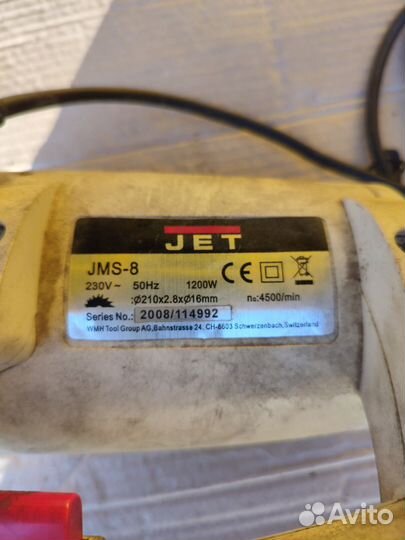 JET
JMS-8
230V~ 50Hz 1200W CE
:Ø210x2.8xØ16mm n₀:4500/min
Series No.: 2008/114992
WMH Tool Group AG, Bahnstrasse 24, CH-8603 Schwerzenbach, Switzerland
Avito